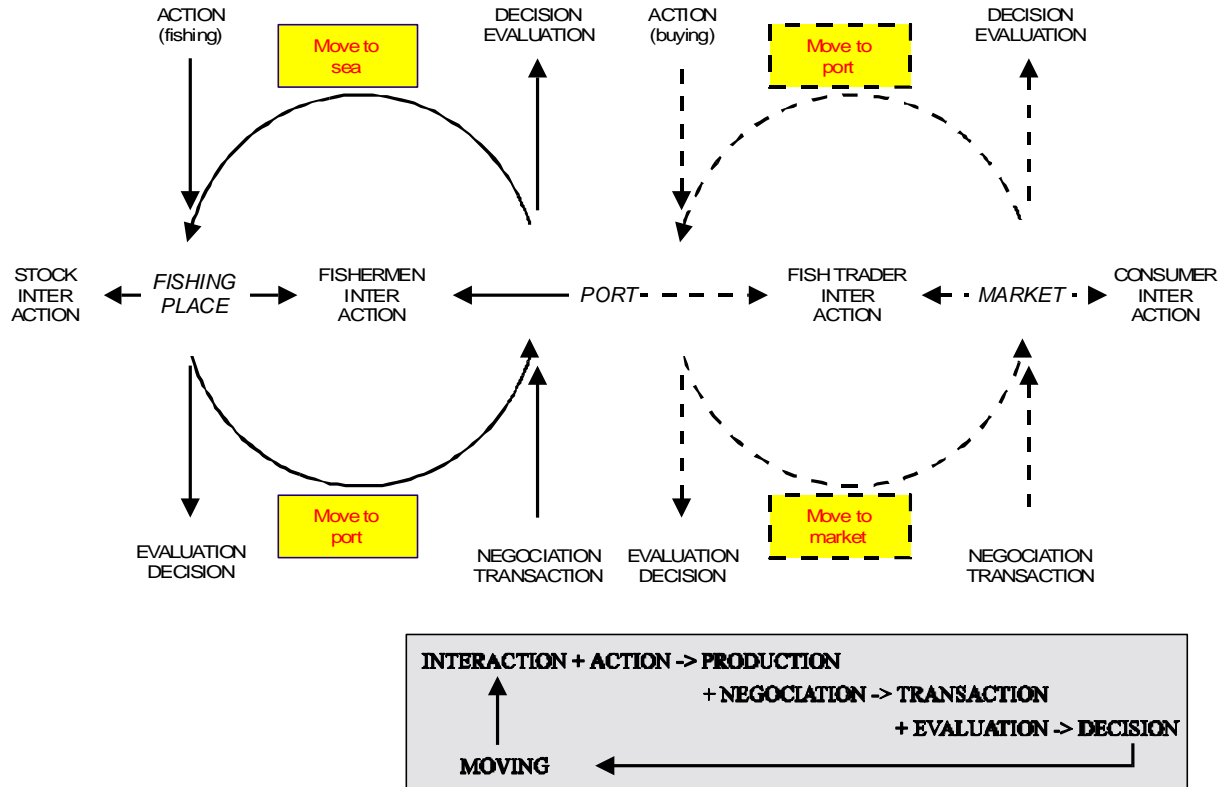 ACTION
(fishing)
Move to
sea
DECISION
EVALUATION
ACTION
(buying)
Move to
port
DECISION
EVALUATION
STOCK
INTER
ACTION
FISHING
PLACE
FISHERMEN
INTER
ACTION
PORT
FISH TRADER
INTER
ACTION
MARKET
CONSUMER
INTER
ACTION
EVALUATION
DECISION
Move to
port
NEGOCIATION
TRANSACTION
EVALUATION
DECISION
Move to
market
NEGOCIATION
TRANSACTION
INTERACTION + ACTION -> PRODUCTION
+ NEGOCIATION -> TRANSACTION
+ EVALUATION -> DECISION
MOVING